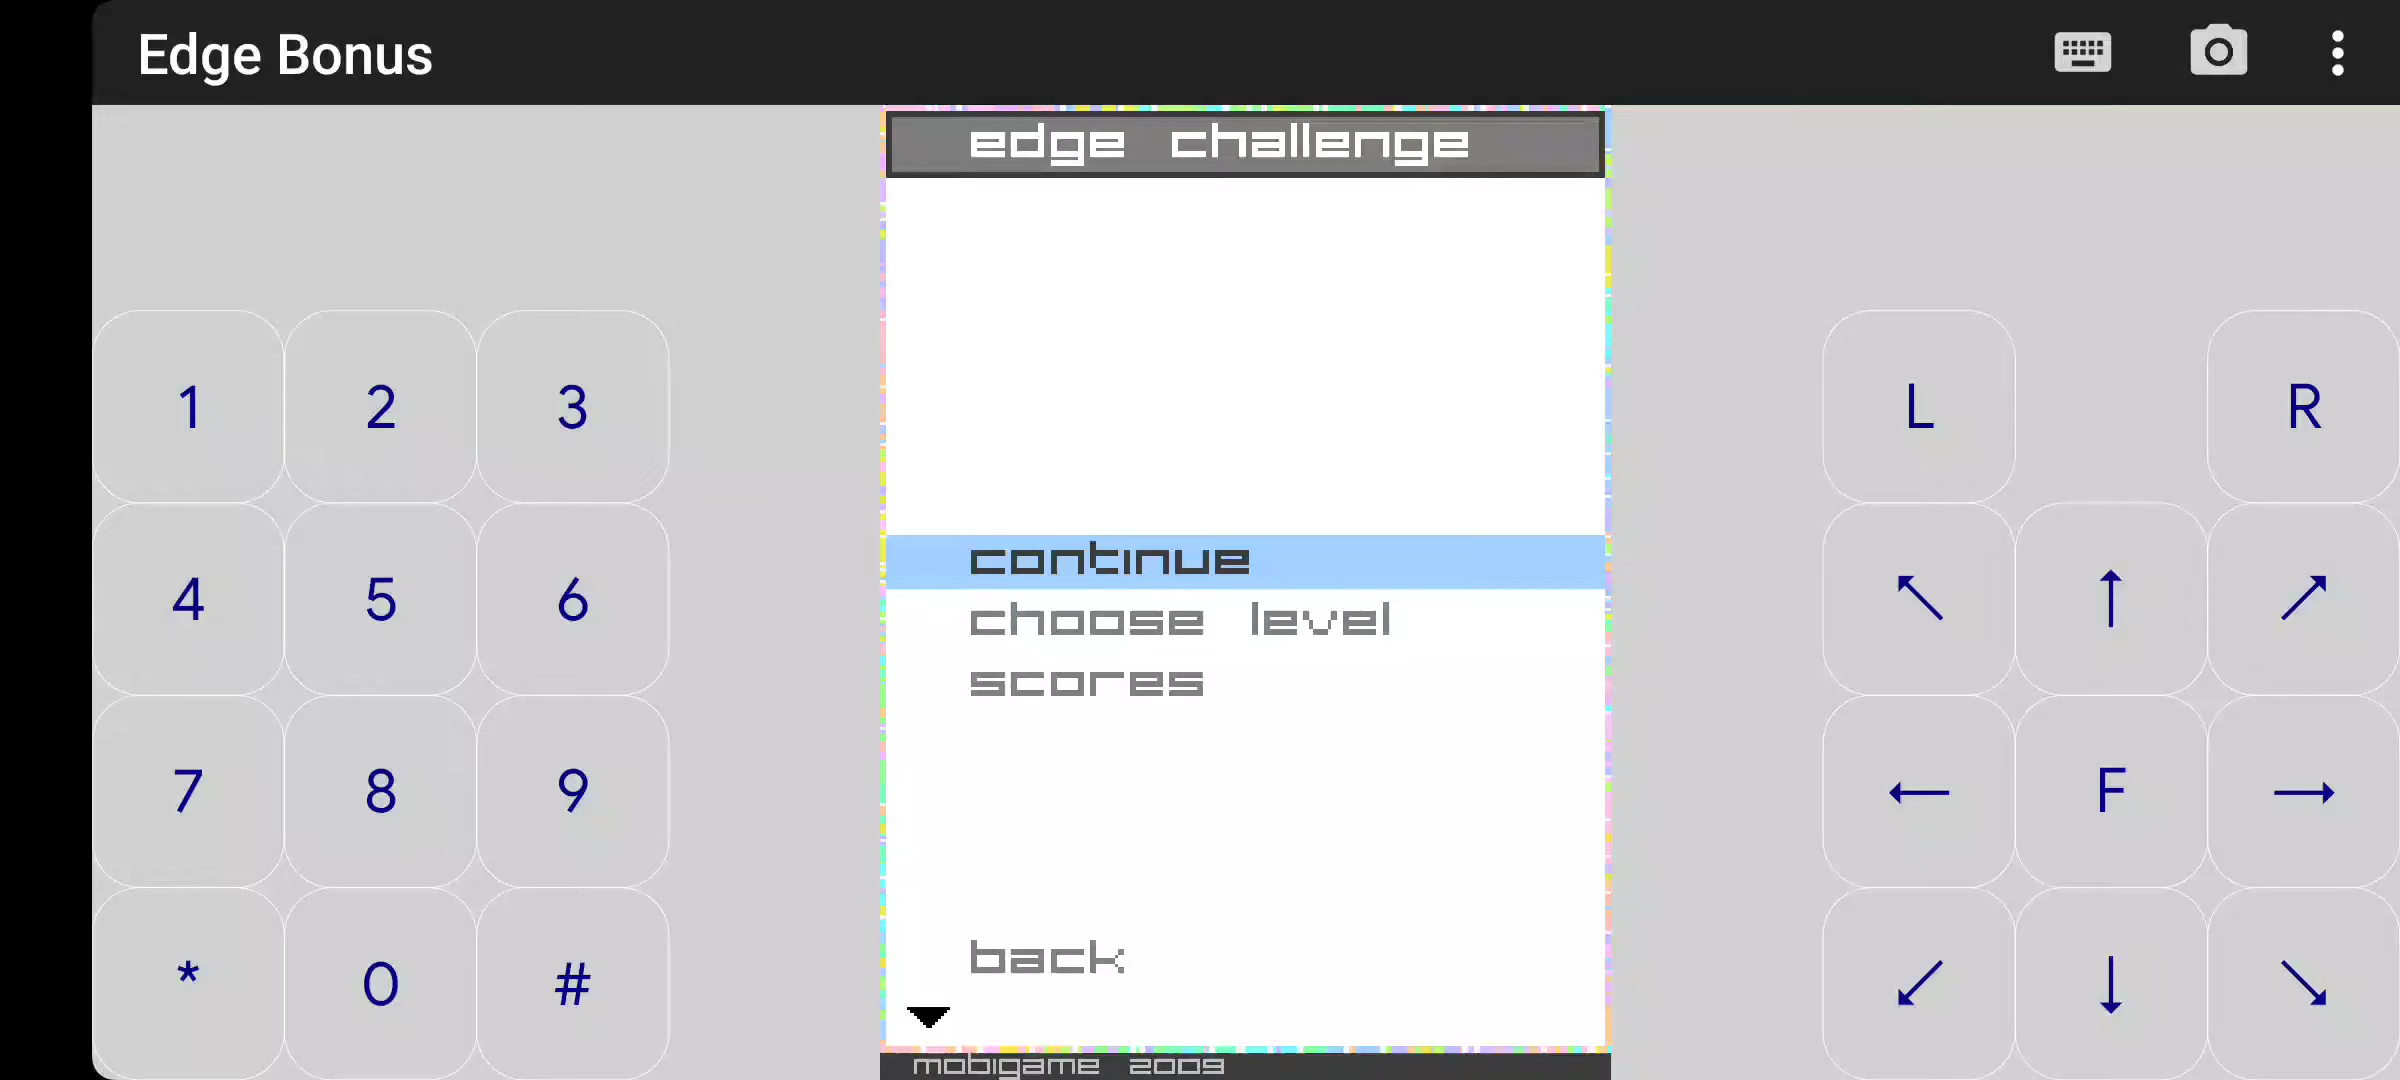 Edge Bonus
edge challenge
continue
choose level
scores
back
mobigame 2009
1 2 3
4 5 6
7 8 9
* 0 #
L R
↖ ↑ ↗
← F →
↙ ↓ ↘